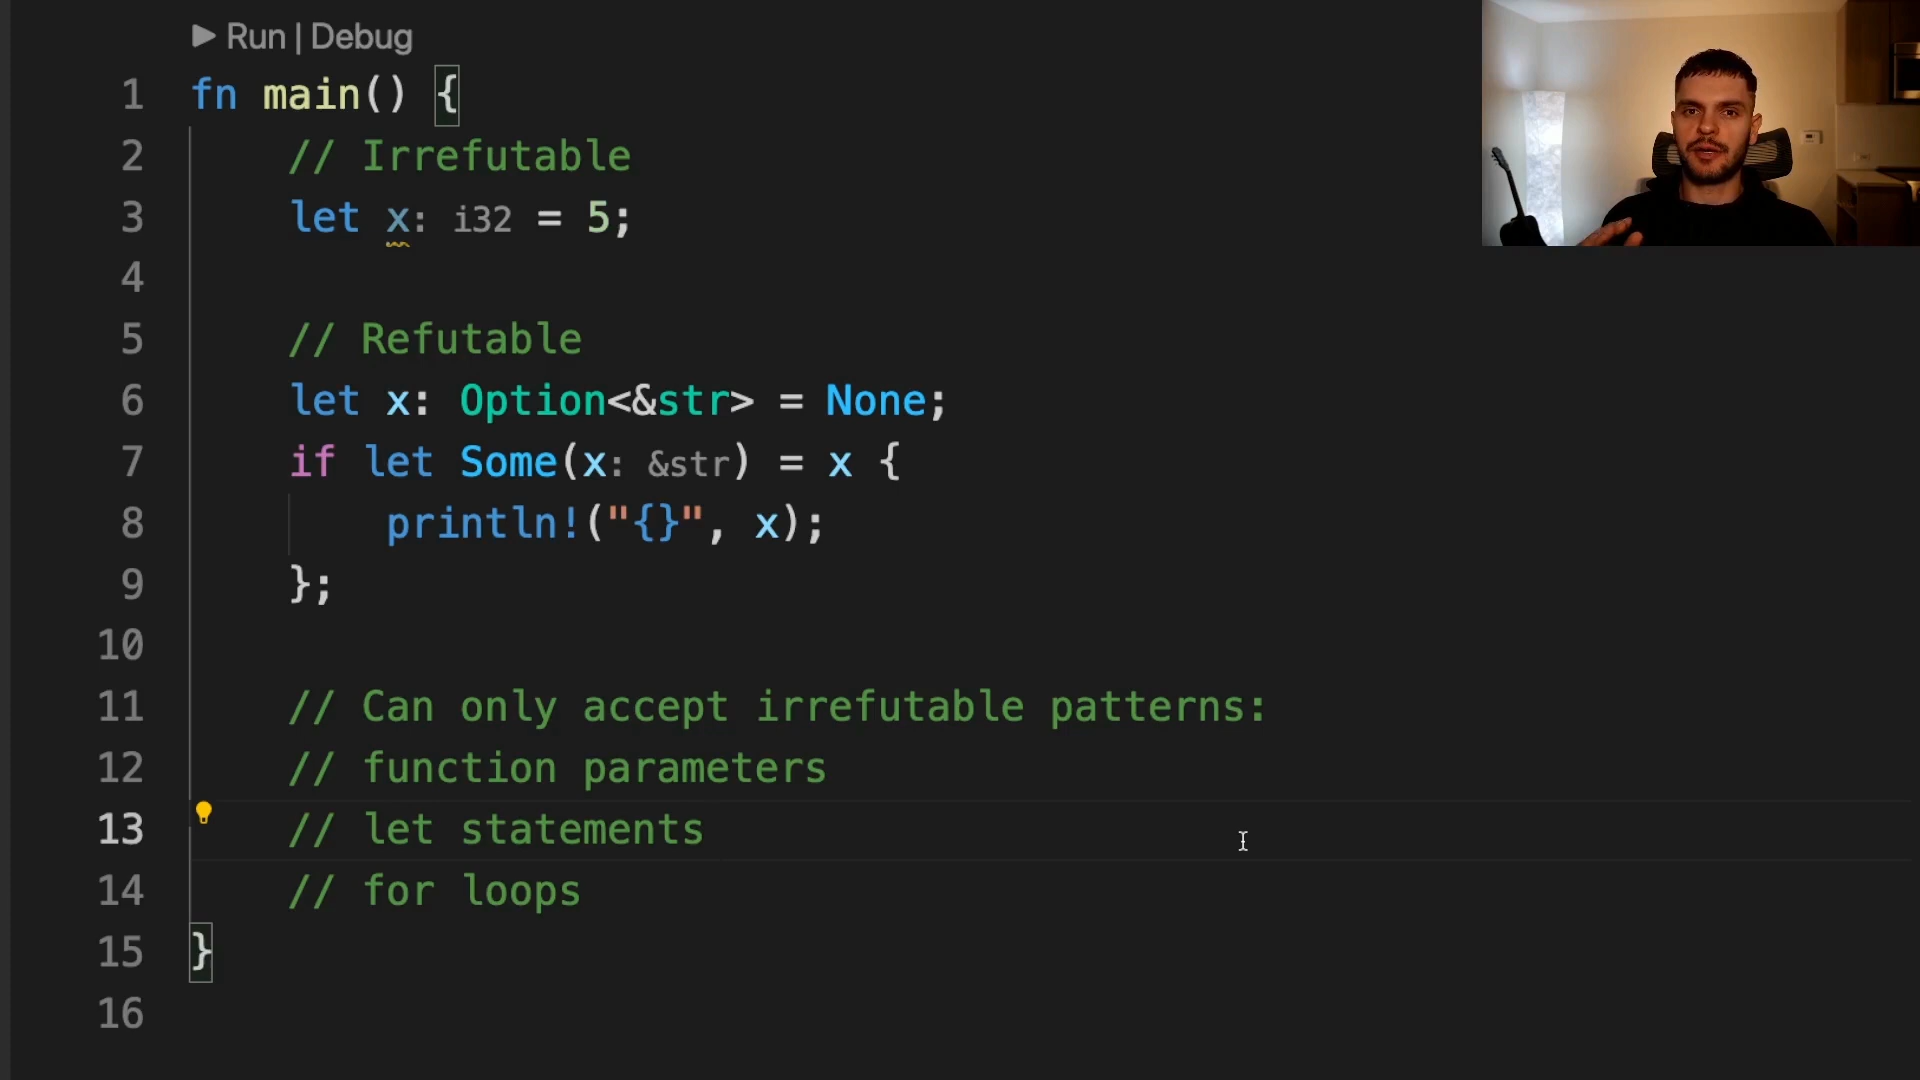 ▶ Run | Debug
1 fn main() {
2 // Irrefutable
3 let x: i32 = 5;
4
5 // Refutable
6 let x: Option<&str> = None;
7 if let Some(x: &str) = x {
8 println!("{}", x);
9 };
10
11 // Can only accept irrefutable patterns:
12 // function parameters
13 // let statements
14 // for loops
15 }
16